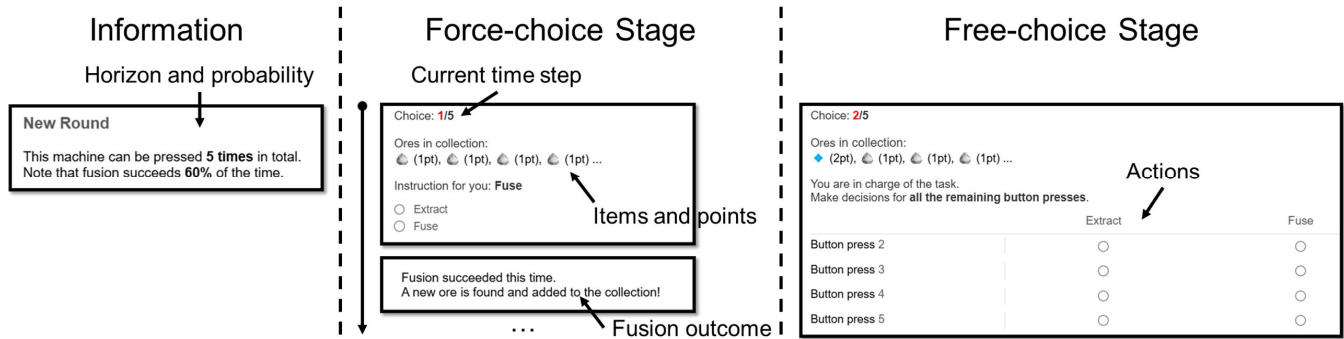 Information
Horizon and probability
New Round
This machine can be pressed 5 times in total.
Note that fusion succeeds 60% of the time.
Force-choice Stage
Current time step
Choice: 1/5
Ores in collection:
(1pt), (1pt), (1pt), (1pt) ...
Instruction for you: Fuse
Extract
Fuse
Items and points
Fusion succeeded this time.
A new ore is found and added to the collection!
...
Fusion outcome
Free-choice Stage
Choice: 2/5
Ores in collection:
(2pt), (1pt), (1pt), (1pt) ...
You are in charge of the task.
Make decisions for all the remaining button presses.
Actions
Extract Fuse
Button press 2
Button press 3
Button press 4
Button press 5